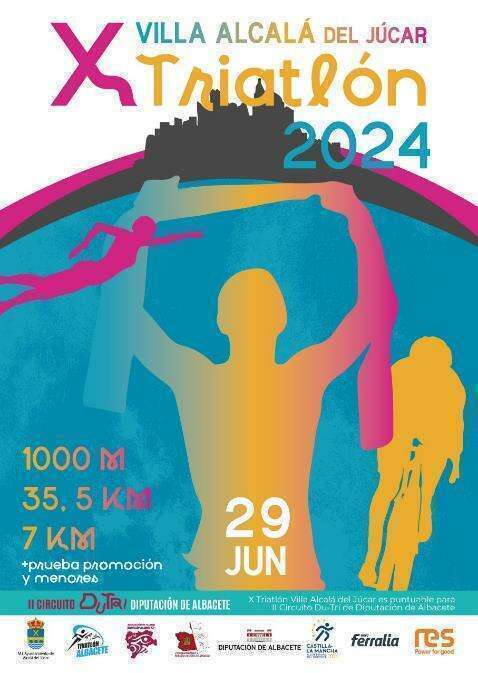 X VILLA ALCALÁ DEL JÚCAR
Triatlón
2024
1000 M
35, 5 KM
7 KM
+prueba promoción
y menores
29
JUN
II CIRCUITO DuTri DIPUTACIÓN DE ALBACETE
X Triatlón Villa Alcalá del Júcar es puntuable para
II Circuito Du-Tri de Diputación de Albacete
TRIATLÓN
ALBACETE
DIPUTACIÓN DE ALBACETE
CASTILLA-
LA MANCHA
ferralia
res
Power for good